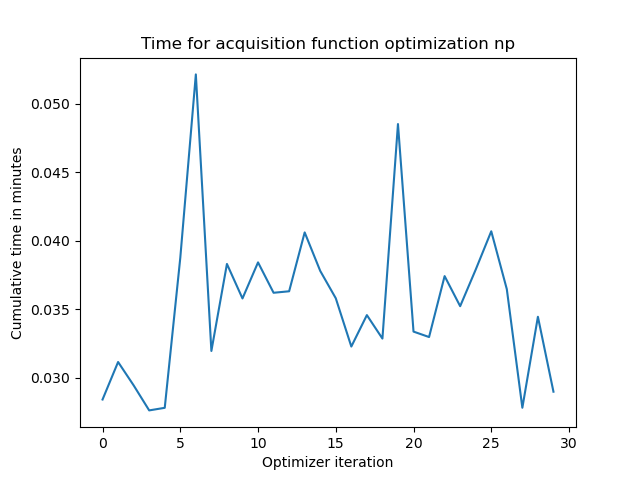 Time for acquisition function optimization np
0.050
0.045
0.040
0.035
0.030
Cumulative time in minutes
0 5 10 15 20 25 30
Optimizer iteration